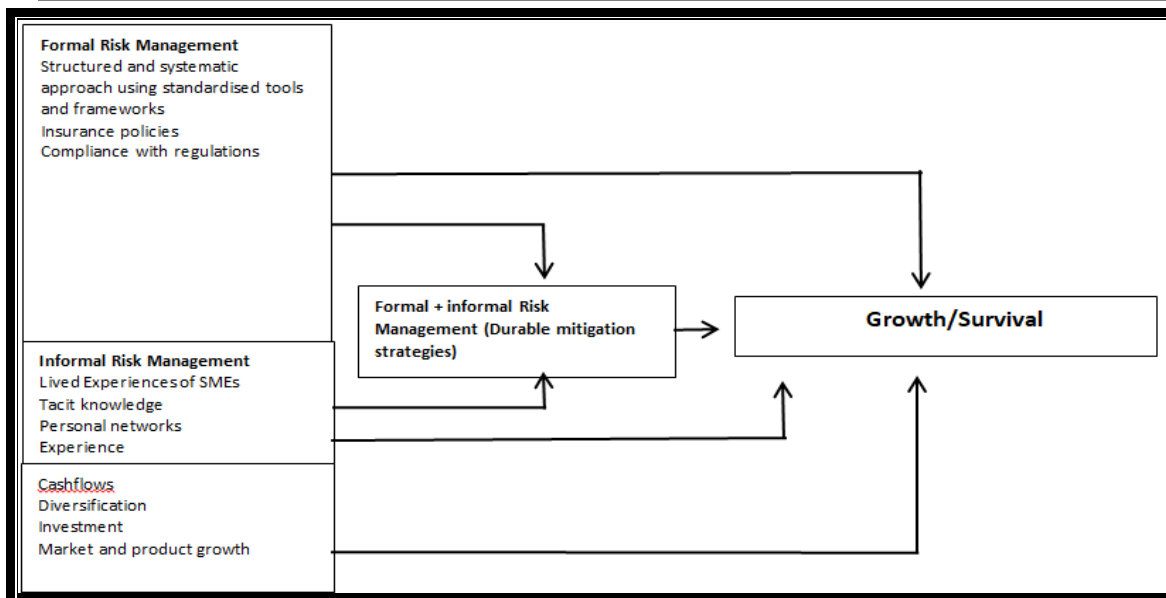 Formal Risk Management
Structured and systematic
approach using standardised tools
and frameworks
Insurance policies
Compliance with regulations
Formal + informal Risk
Management (Durable mitigation
strategies)
Growth/Survival
Informal Risk Management
Lived Experiences of SMEs
Tacit knowledge
Personal networks
Experience
Cashflows
Diversification
Investment
Market and product growth